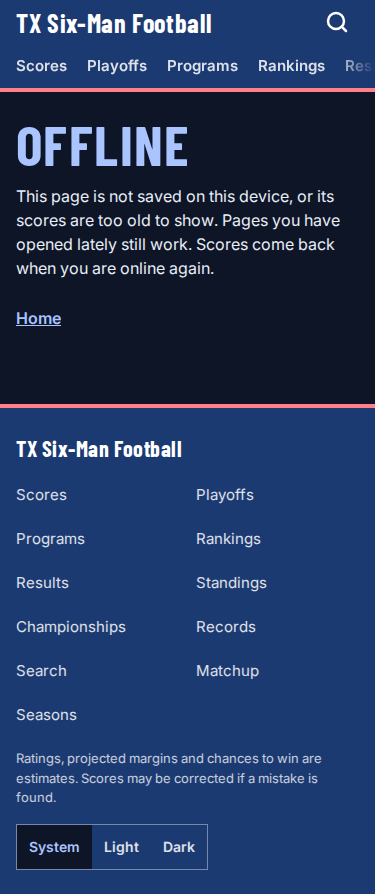 TX Six-Man Football
Scores Playoffs Programs Rankings Res
OFFLINE
This page is not saved on this device, or its
scores are too old to show. Pages you have
opened lately still work. Scores come back
when you are online again.
Home
TX Six-Man Football
Scores Playoffs
Programs Rankings
Results Standings
Championships Records
Search Matchup
Seasons
Ratings, projected margins and chances to win are
estimates. Scores may be corrected if a mistake is
found.
System Light Dark